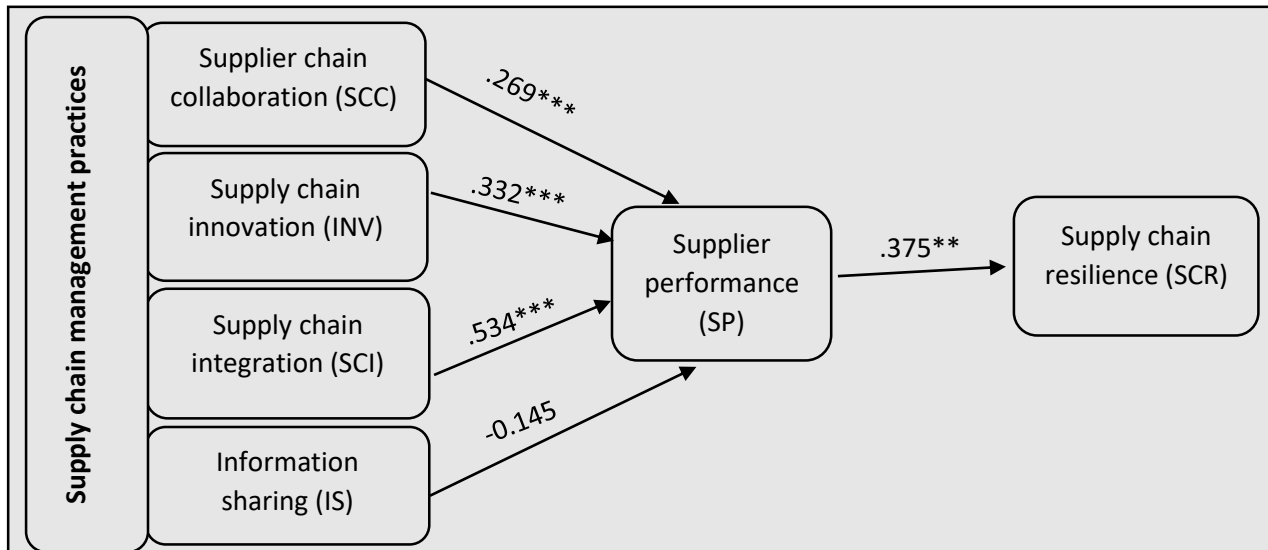 Supply chain management practices
Supplier chain
collaboration (SCC)
.269***
Supply chain
innovation (INV)
.332***
Supply chain
integration (SCI)
.534***
Information
sharing (IS)
-0.145
Supplier
performance
(SP)
.375**
Supply chain
resilience (SCR)